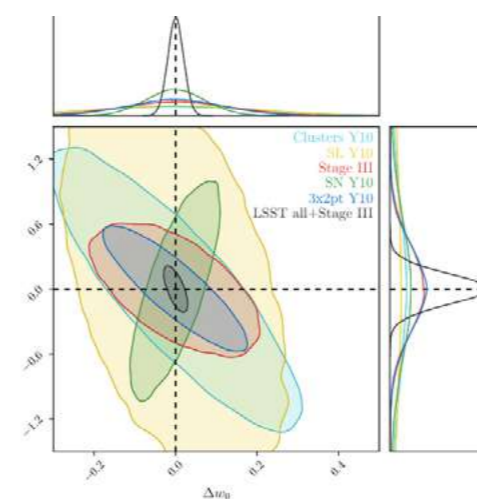 Clusters Y10
SL Y10
Stage III
SN Y10
3x2pt Y10
LSST all+Stage III
1.2
0.6
0.0
−0.6
−1.2
−0.2
0.0
0.2
0.4
Δw₀